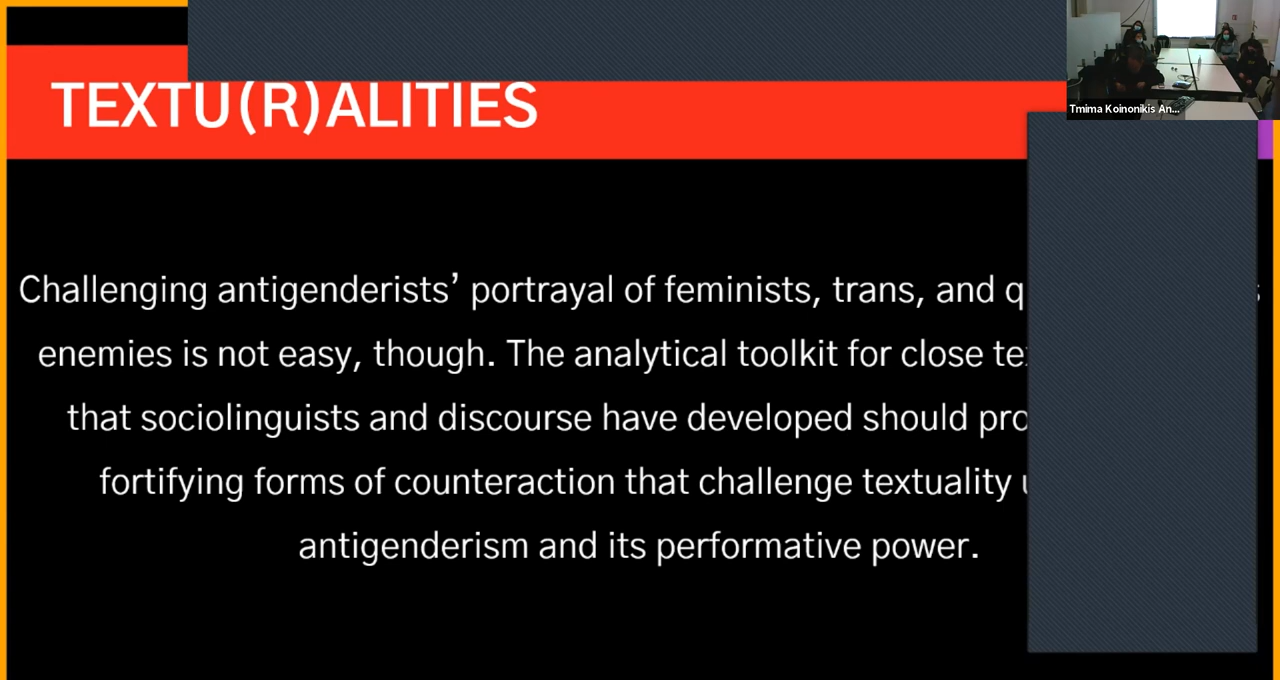 TEXTU(R)ALITIES
Tmima Koinonikis An...
Challenging antigenderists’ portrayal of feminists, trans, and
enemies is not easy, though. The analytical toolkit for close
that sociolinguists and discourse have developed should
fortifying forms of counteraction that challenge textuality
antigenderism and its performative power.